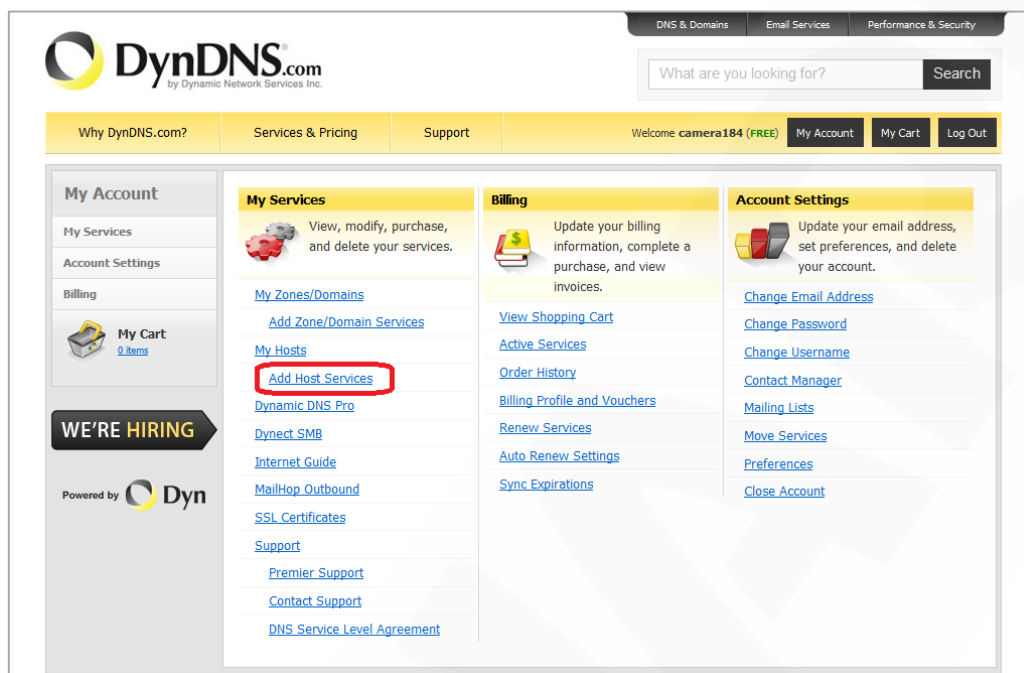 DNS & Domains
Email Services
Performance & Security
DynDNS.com
by Dynamic Network Services Inc.
What are you looking for?
Search
Why DynDNS.com?
Services & Pricing
Support
Welcome camera184 (FREE)
My Account
My Cart
Log Out
My Account
My Services
Account Settings
Billing
My Cart
0 items
WE'RE HIRING
Powered by Dyn
My Services
View, modify, purchase,
and delete your services.
My Zones/Domains
Add Zone/Domain Services
My Hosts
Add Host Services
Dynamic DNS Pro
Dynect SMB
Internet Guide
MailHop Outbound
SSL Certificates
Support
Premier Support
Contact Support
DNS Service Level Agreement
Billing
Update your billing
information, complete a
purchase, and view
invoices.
View Shopping Cart
Active Services
Order History
Billing Profile and Vouchers
Renew Services
Auto Renew Settings
Sync Expirations
Account Settings
Update your email address,
set preferences, and delete
your account.
Change Email Address
Change Password
Change Username
Contact Manager
Mailing Lists
Move Services
Preferences
Close Account